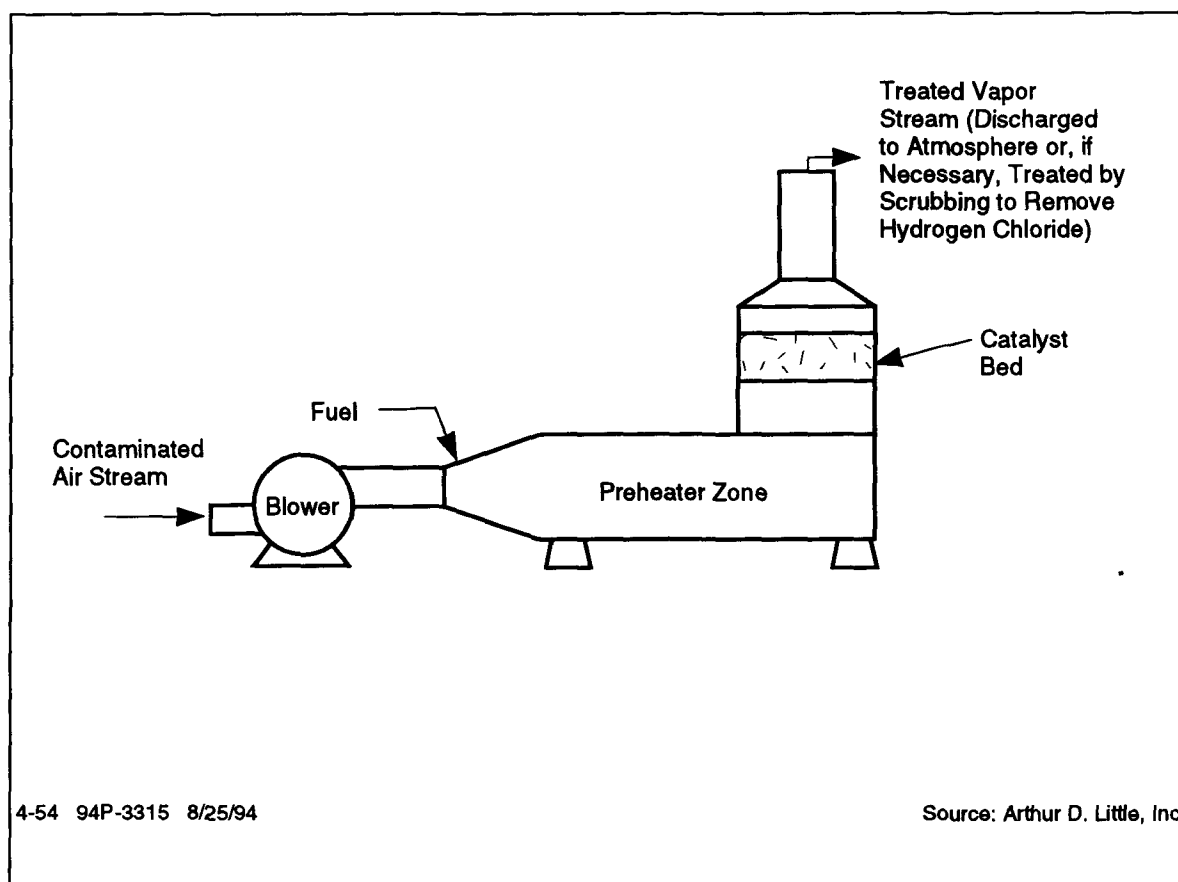 Treated Vapor
Stream (Discharged
to Atmosphere or, if
Necessary, Treated by
Scrubbing to Remove
Hydrogen Chloride)
Catalyst
Bed
Fuel
Contaminated
Air Stream
Blower
Preheater Zone
4-54 94P-3315 8/25/94
Source: Arthur D. Little, Inc